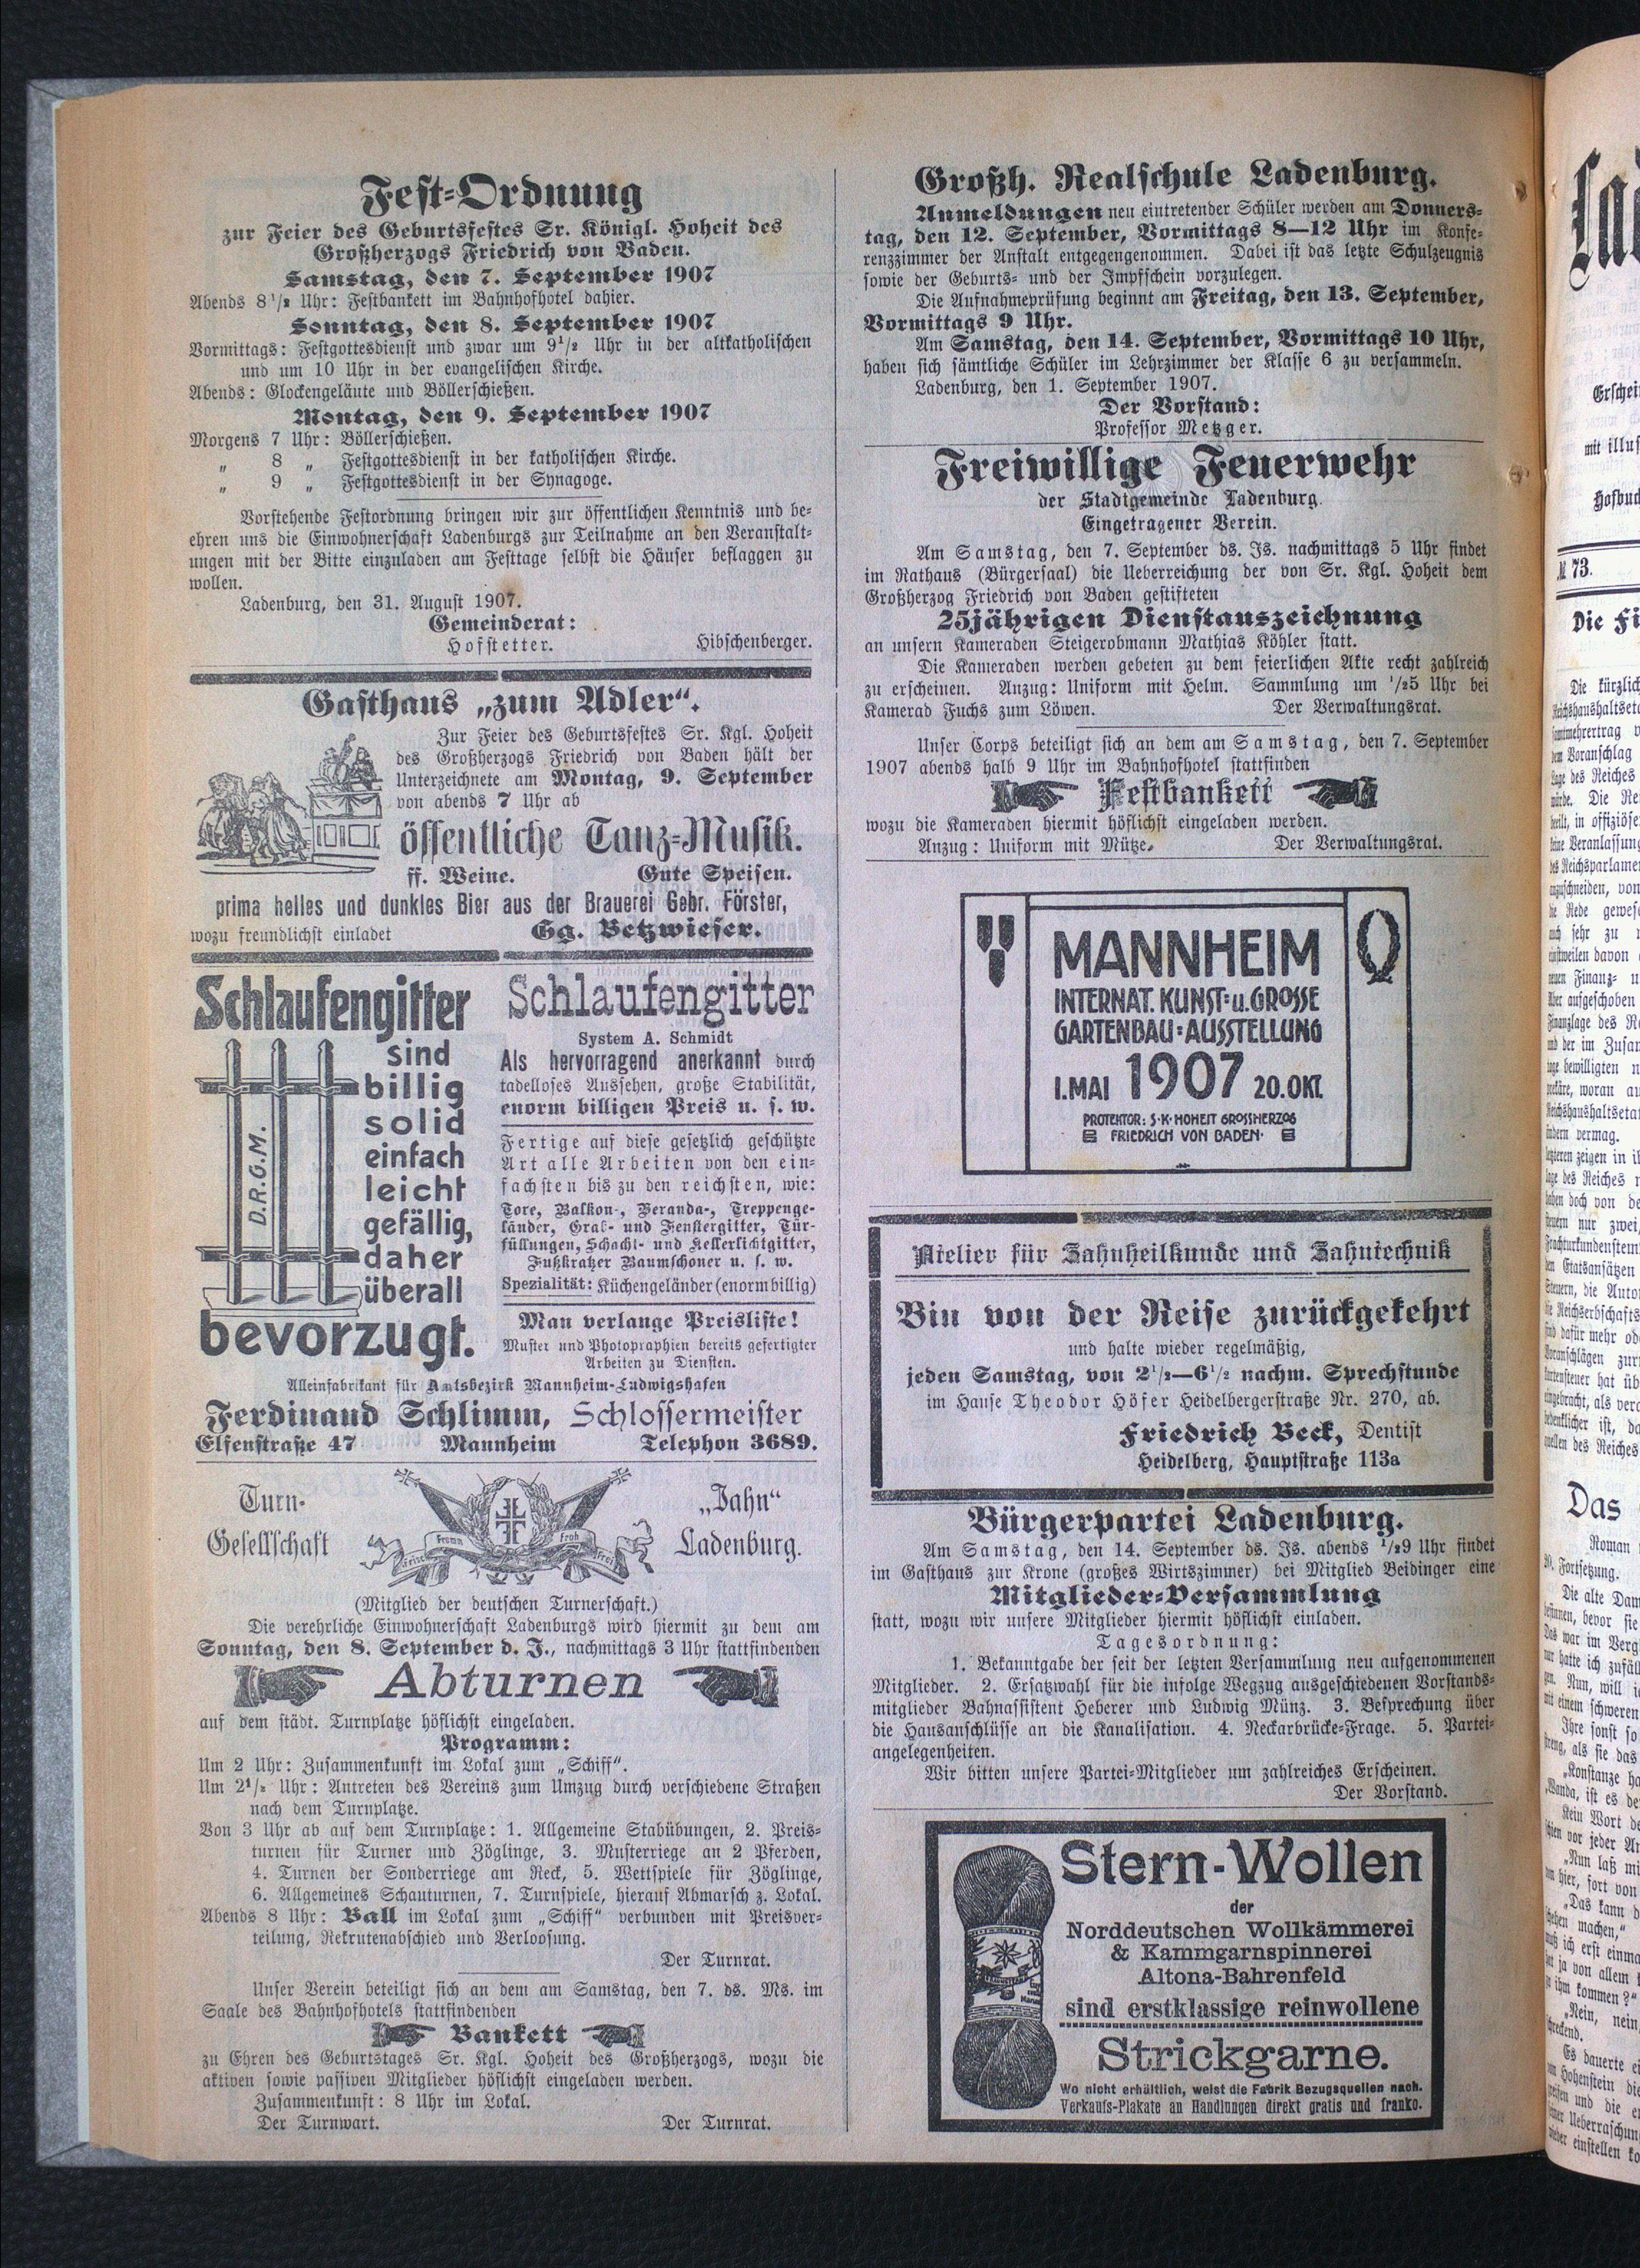 Fest-Ordnung
zur Feier des Geburtsfestes Sr. Königl. Hoheit des
Großherzogs Friedrich von Baden.
Samstag, den 7. September 1907
Abends 8½ Uhr: Festbankett im Bahnhofhotel dahier.
Sonntag, den 8. September 1907
Vormittags: Festgottesdienst und zwar um 9½ Uhr in der altkatholischen
und um 10 Uhr in der evangelischen Kirche.
Abends: Glockengeläute und Böllerschießen.
Montag, den 9. September 1907
Morgens 7 Uhr: Böllerschießen.
„ 8 „ Festgottesdienst in der katholischen Kirche.
„ 9 „ Festgottesdienst in der Synagoge.
Vorstehende Festordnung bringen wir zur öffentlichen Kenntnis und be-
ehren uns die Einwohnerschaft Ladenburgs zur Teilnahme an den Veranstalt-
ungen mit der Bitte einzuladen am Festtage selbst die Häuser beflaggen zu
wollen.
Ladenburg, den 31. August 1907.
Gemeinderat:
Hofstetter. Hibschenberger.
Gasthaus „zum Adler“.
Zur Feier des Geburtsfestes Sr. Kgl. Hoheit
des Großherzogs Friedrich von Baden hält der
Unterzeichnete am Montag, 9. September
von abends 7 Uhr ab
öffentliche Tanz-Musik.
ff. Weine. Gute Speisen.
prima helles und dunkles Bier aus der Brauerei Gebr. Förster,
wozu freundlichst einladet Gg. Betzwieser.
Schlaufengitter
sind
billig
solid
einfach
leicht
gefällig,
daher
überall
bevorzugt.
D.R.G.M.
Schlaufengitter
System A. Schmidt
Als hervorragend anerkannt durch
tadelloses Aussehen, große Stabilität,
enorm billigen Preis u. s. w.
Fertige auf diese gesetzlich geschützte
Art alle Arbeiten von den ein-
fachsten bis zu den reichsten, wie:
Tore, Balkon-, Veranda-, Treppenge-
länder, Grab- und Fenstergitter, Tür-
füllungen, Schacht- und Kellerlichtgitter,
Fußkratzer Baumschoner u. s. w.
Spezialität: Küchengeländer (enorm billig)
Man verlange Preisliste!
Muster und Photographien bereits gefertigter
Arbeiten zu Diensten.
Alleinfabrikant für Amtsbezirk Mannheim-Ludwigshafen
Ferdinand Schlimm, Schlossermeister
Elfenstraße 47 Mannheim Telephon 3689.
Turn-
Gesellschaft
„Jahn“
Ladenburg.
Frisch Fromm Froh Frei
(Mitglied der deutschen Turnerschaft.)
Die verehrliche Einwohnerschaft Ladenburgs wird hiermit zu dem am
Sonntag, den 8. September d. J., nachmittags 3 Uhr stattfindenden
Abturnen
auf dem städt. Turnplatze höflichst eingeladen.
Programm:
Um 2 Uhr: Zusammenkunft im Lokal zum „Schiff“.
Um 2½ Uhr: Antreten des Vereins zum Umzug durch verschiedene Straßen
nach dem Turnplatze.
Von 3 Uhr ab auf dem Turnplatze: 1. Allgemeine Stabübungen, 2. Preis-
turnen für Turner und Zöglinge, 3. Musterriege an 2 Pferden,
4. Turnen der Sonderriege am Reck, 5. Wettspiele für Zöglinge,
6. Allgemeines Schauturnen, 7. Turnspiele, hierauf Abmarsch z. Lokal.
Abends 8 Uhr: Ball im Lokal zum „Schiff“ verbunden mit Preisver-
teilung, Rekrutenabschied und Verloosung.
Der Turnrat.
Unser Verein beteiligt sich an dem am Samstag, den 7. ds. Ms. im
Saale des Bahnhofhotels stattfindenden
Bankett
zu Ehren des Geburtstages Sr. Kgl. Hoheit des Großherzogs, wozu die
aktiven sowie passiven Mitglieder höflichst eingeladen werden.
Zusammenkunft: 8 Uhr im Lokal.
Der Turnwart. Der Turnrat.
Großh. Realschule Ladenburg.
Anmeldungen neu eintretender Schüler werden am Donners-
tag, den 12. September, Vormittags 8—12 Uhr im Konfe-
renzzimmer der Anstalt entgegengenommen. Dabei ist das letzte Schulzeugnis
sowie der Geburts- und der Impfschein vorzulegen.
Die Aufnahmeprüfung beginnt am Freitag, den 13. September,
Vormittags 9 Uhr.
Am Samstag, den 14. September, Vormittags 10 Uhr,
haben sich sämtliche Schüler im Lehrzimmer der Klasse 6 zu versammeln.
Ladenburg, den 1. September 1907.
Der Vorstand:
Professor Metzger.
Freiwillige Feuerwehr
der Stadtgemeinde Ladenburg.
Eingetragener Verein.
Am Samstag, den 7. September ds. Js. nachmittags 5 Uhr findet
im Rathaus (Bürgersaal) die Ueberreichung der von Sr. Kgl. Hoheit dem
Großherzog Friedrich von Baden gestifteten
25jährigen Dienstauszeichnung
an unsern Kameraden Steigerobmann Mathias Köhler statt.
Die Kameraden werden gebeten zu dem feierlichen Akte recht zahlreich
zu erscheinen. Anzug: Uniform mit Helm. Sammlung um ½5 Uhr bei
Kamerad Fuchs zum Löwen. Der Verwaltungsrat.
Unser Corps beteiligt sich an dem am Samstag, den 7. September
1907 abends halb 9 Uhr im Bahnhofhotel stattfinden
Festbankett
wozu die Kameraden hiermit höflichst eingeladen werden.
Anzug: Uniform mit Mütze. Der Verwaltungsrat.
MANNHEIM
INTERNAT. KUNST- u. GROSSE
GARTENBAU-AUSSTELLUNG
1. MAI 1907 20. OKT.
PROTEKTOR: S. K. HOHEIT GROSSHERZOG
FRIEDRICH VON BADEN.
Atelier für Zahnheilkunde und Zahntechnik
Bin von der Reise zurückgekehrt
und halte wieder regelmäßig,
jeden Samstag, von 2½—6½ nachm. Sprechstunde
im Hause Theodor Höfer Heidelbergerstraße Nr. 270, ab.
Friedrich Beck, Dentist
Heidelberg, Hauptstraße 113a
Bürgerpartei Ladenburg.
Am Samstag, den 14. September ds. Js. abends ½9 Uhr findet
im Gasthaus zur Krone (großes Wirtszimmer) bei Mitglied Beidinger eine
Mitglieder-Versammlung
statt, wozu wir unsere Mitglieder hiermit höflichst einladen.
Tagesordnung:
1. Bekanntgabe der seit der letzten Versammlung neu aufgenommenen
Mitglieder. 2. Ersatzwahl für die infolge Wegzug ausgeschiedenen Vorstands-
mitglieder Bahnassistent Heberer und Ludwig Münz. 3. Besprechung über
die Hausanschlüsse an die Kanalisation. 4. Neckarbrücke-Frage. 5. Partei-
angelegenheiten.
Wir bitten unsere Partei-Mitglieder um zahlreiches Erscheinen.
Der Vorstand.
Stern-Wollen
der
Norddeutschen Wollkämmerei
& Kammgarnspinnerei
Altona-Bahrenfeld
sind erstklassige reinwollene
Strickgarne.
Wo nicht erhältlich, weist die Fabrik Bezugsquellen nach.
Verkaufs-Plakate an Handlungen direkt gratis und franko.
mit
№ 73.
Die
Die kürzlich
Das
Roman
Fortsetzung.
Die alte